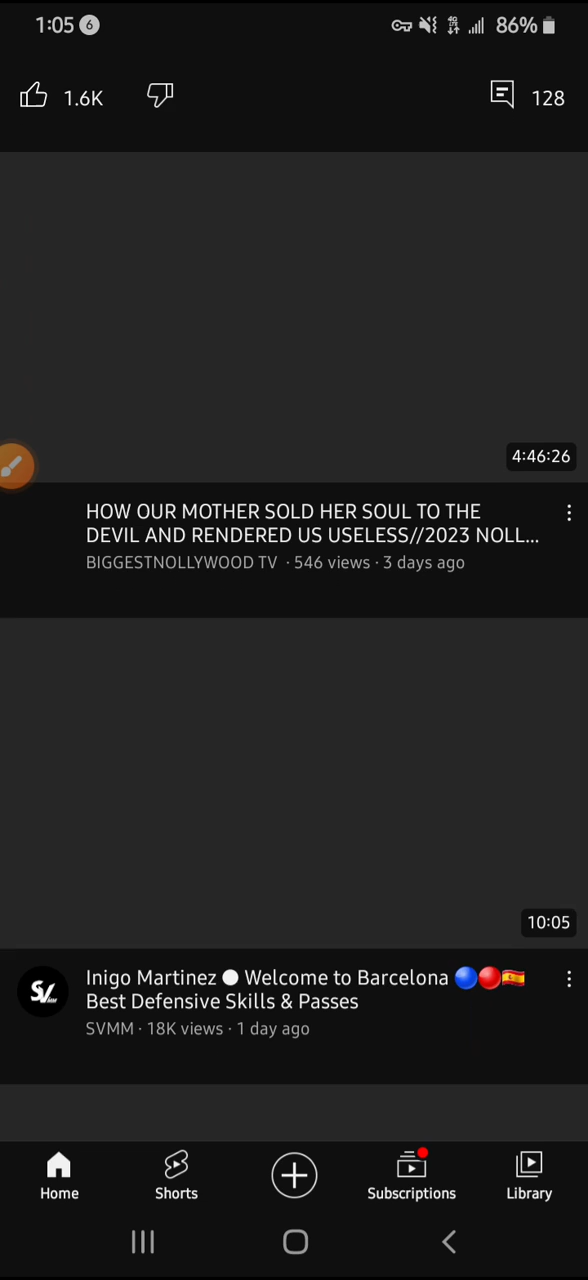 1:05 6 86%
1.6K 128
4:46:26
HOW OUR MOTHER SOLD HER SOUL TO THE
DEVIL AND RENDERED US USELESS//2023 NOLL...
BIGGESTNOLLYWOOD TV · 546 views · 3 days ago
10:05
SV
Inigo Martinez ⚪ Welcome to Barcelona 🔵🔴🇪🇸
Best Defensive Skills & Passes
SVMM · 18K views · 1 day ago
Home Shorts Subscriptions Library